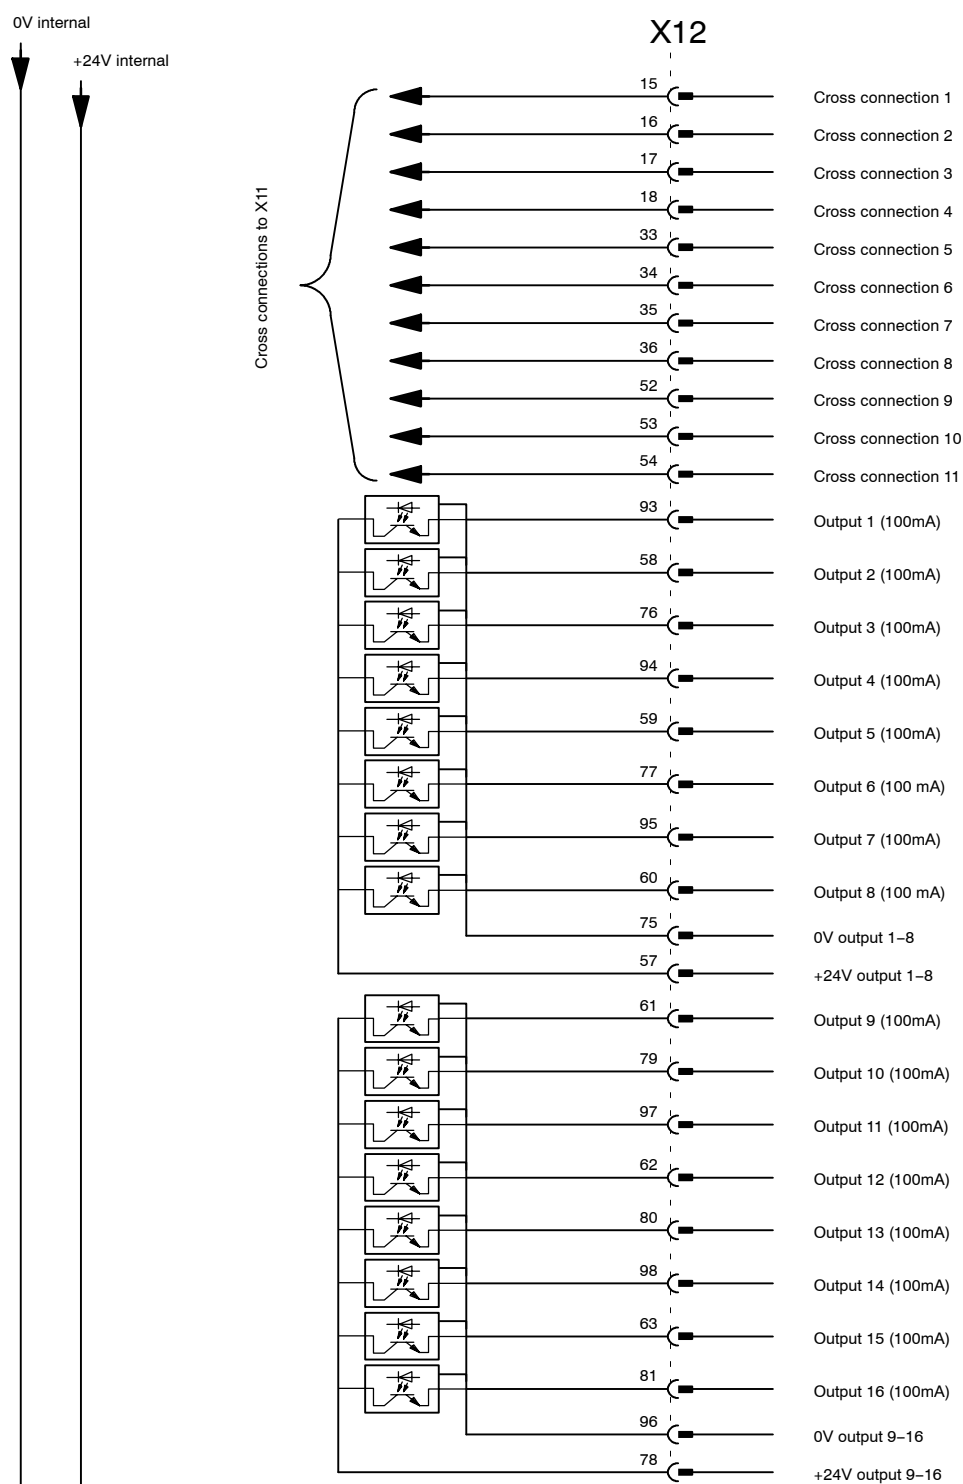 0V internal
X12
+24V internal
15 Cross connection 1
16 Cross connection 2
17 Cross connection 3
18 Cross connection 4
Cross connections to X11
33 Cross connection 5
34 Cross connection 6
35 Cross connection 7
36 Cross connection 8
52 Cross connection 9
53 Cross connection 10
54 Cross connection 11
93 Output 1 (100mA)
58 Output 2 (100mA)
76 Output 3 (100mA)
94 Output 4 (100mA)
59 Output 5 (100mA)
77 Output 6 (100 mA)
95 Output 7 (100mA)
60 Output 8 (100 mA)
75 0V output 1–8
57 +24V output 1–8
61 Output 9 (100mA)
79 Output 10 (100mA)
97 Output 11 (100mA)
62 Output 12 (100mA)
80 Output 13 (100mA)
98 Output 14 (100mA)
63 Output 15 (100mA)
81 Output 16 (100mA)
96 0V output 9–16
78 +24V output 9–16